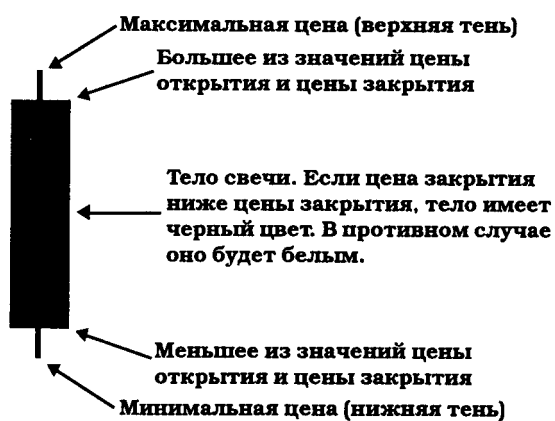 Максимальная цена (верхняя тень)
Большее из значений цены
открытия и цены закрытия
Тело свечи. Если цена закрытия
ниже цены закрытия, тело имеет
черный цвет. В противном случае
оно будет белым.
Меньшее из значений цены
открытия и цены закрытия
Минимальная цена (нижняя тень)